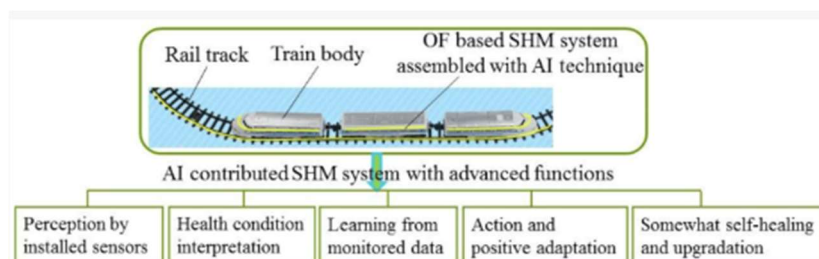 Rail track
Train body
OF based SHM system
assembled with AI technique
AI contributed SHM system with advanced functions
Perception by
installed sensors
Health condition
interpretation
Learning from
monitored data
Action and
positive adaptation
Somewhat self-healing
and upgradation